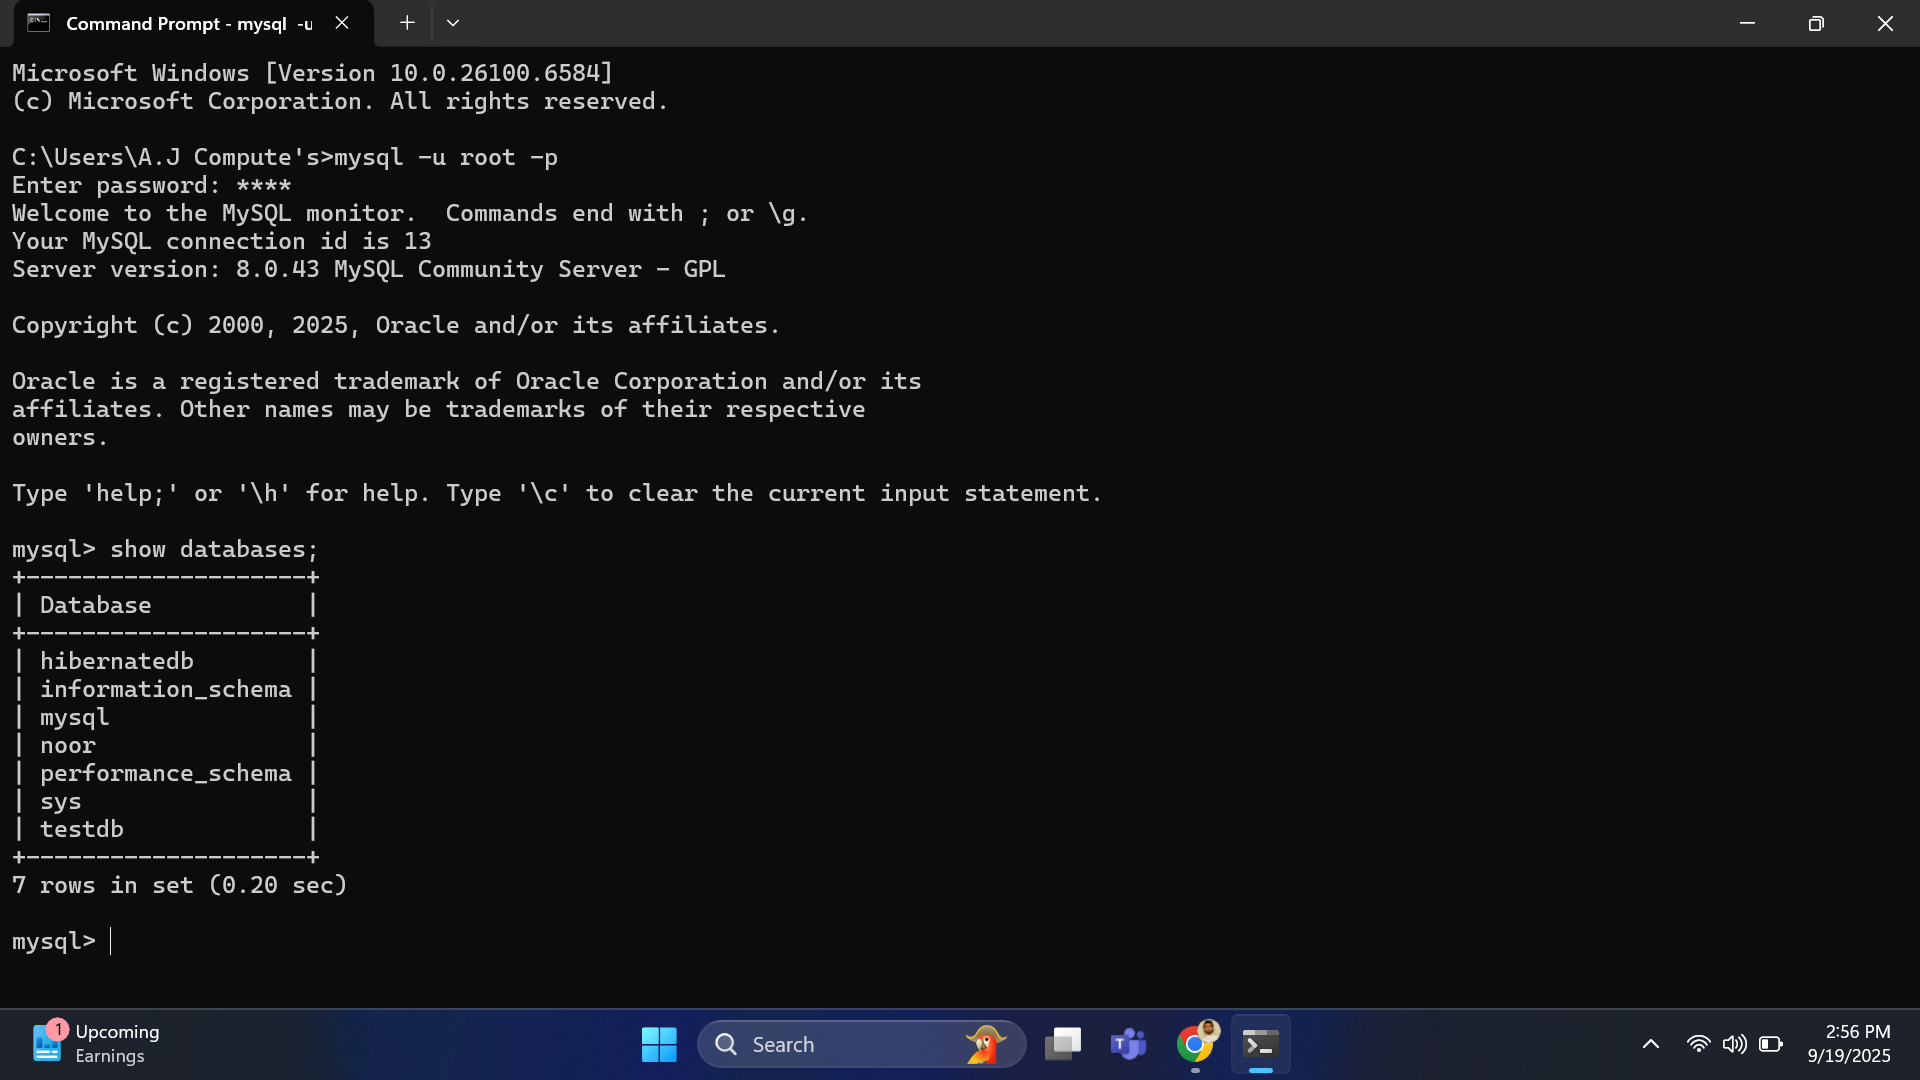 Command Prompt - mysql -u
Microsoft Windows [Version 10.0.26100.6584]
(c) Microsoft Corporation. All rights reserved.
C:\Users\A.J Compute's>mysql -u root -p
Enter password: ****
Welcome to the MySQL monitor.  Commands end with ; or \g.
Your MySQL connection id is 13
Server version: 8.0.43 MySQL Community Server - GPL
Copyright (c) 2000, 2025, Oracle and/or its affiliates.
Oracle is a registered trademark of Oracle Corporation and/or its
affiliates. Other names may be trademarks of their respective
owners.
Type 'help;' or '\h' for help. Type '\c' to clear the current input statement.
mysql> show databases;
+--------------------+
| Database           |
+--------------------+
| hibernatedb        |
| information_schema |
| mysql              |
| noor               |
| performance_schema |
| sys                |
| testdb             |
+--------------------+
7 rows in set (0.20 sec)
mysql>
1
Upcoming
Earnings
Search
T
2:56 PM
9/19/2025